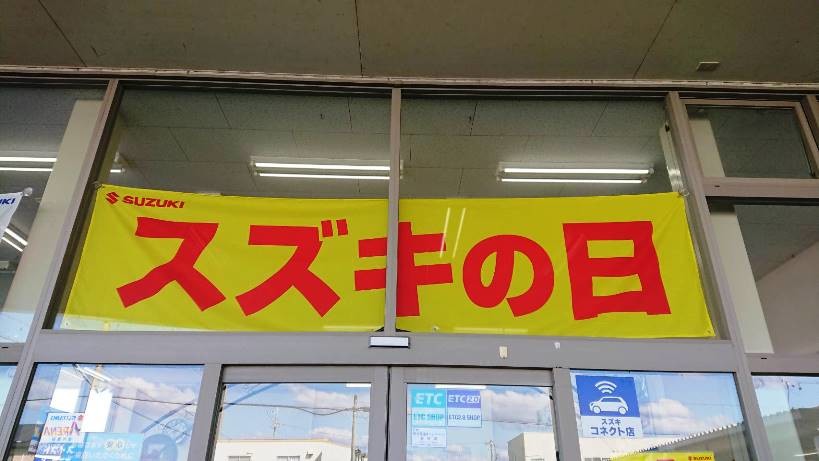 SUZUKI
スズキの日
ETC
ETC2.0
ETC SHOP
ETC2.0 SHOP
スズキ
コネクト店